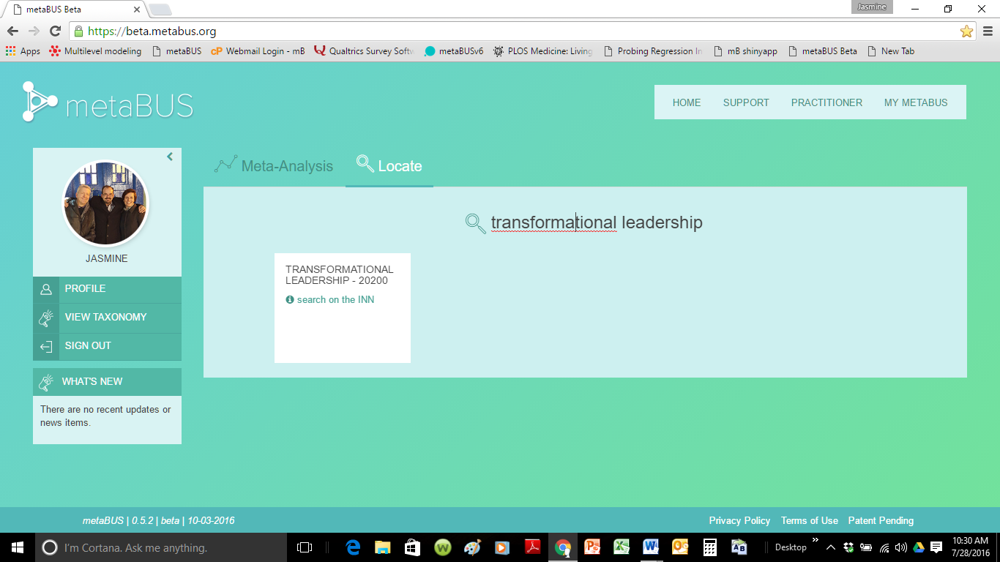 metaBUS Beta
Jasmine
https://beta.metabus.org
Apps
Multilevel modeling
metaBUS
cP Webmail Login - mB
Qualtrics Survey Softw
metaBUSv6
PLOS Medicine: Living
Probing Regression In
mB shinyapp
metaBUS Beta
New Tab
metaBUS
HOME SUPPORT PRACTITIONER MY METABUS
Meta-Analysis
Locate
JASMINE
PROFILE
VIEW TAXONOMY
SIGN OUT
WHAT'S NEW
There are no recent updates or
news items.
transformational leadership
TRANSFORMATIONAL
LEADERSHIP - 20200
search on the INN
metaBUS | 0.5.2 | beta | 10-03-2016
Privacy Policy Terms of Use Patent Pending
I'm Cortana. Ask me anything.
Desktop
10:30 AM
7/28/2016